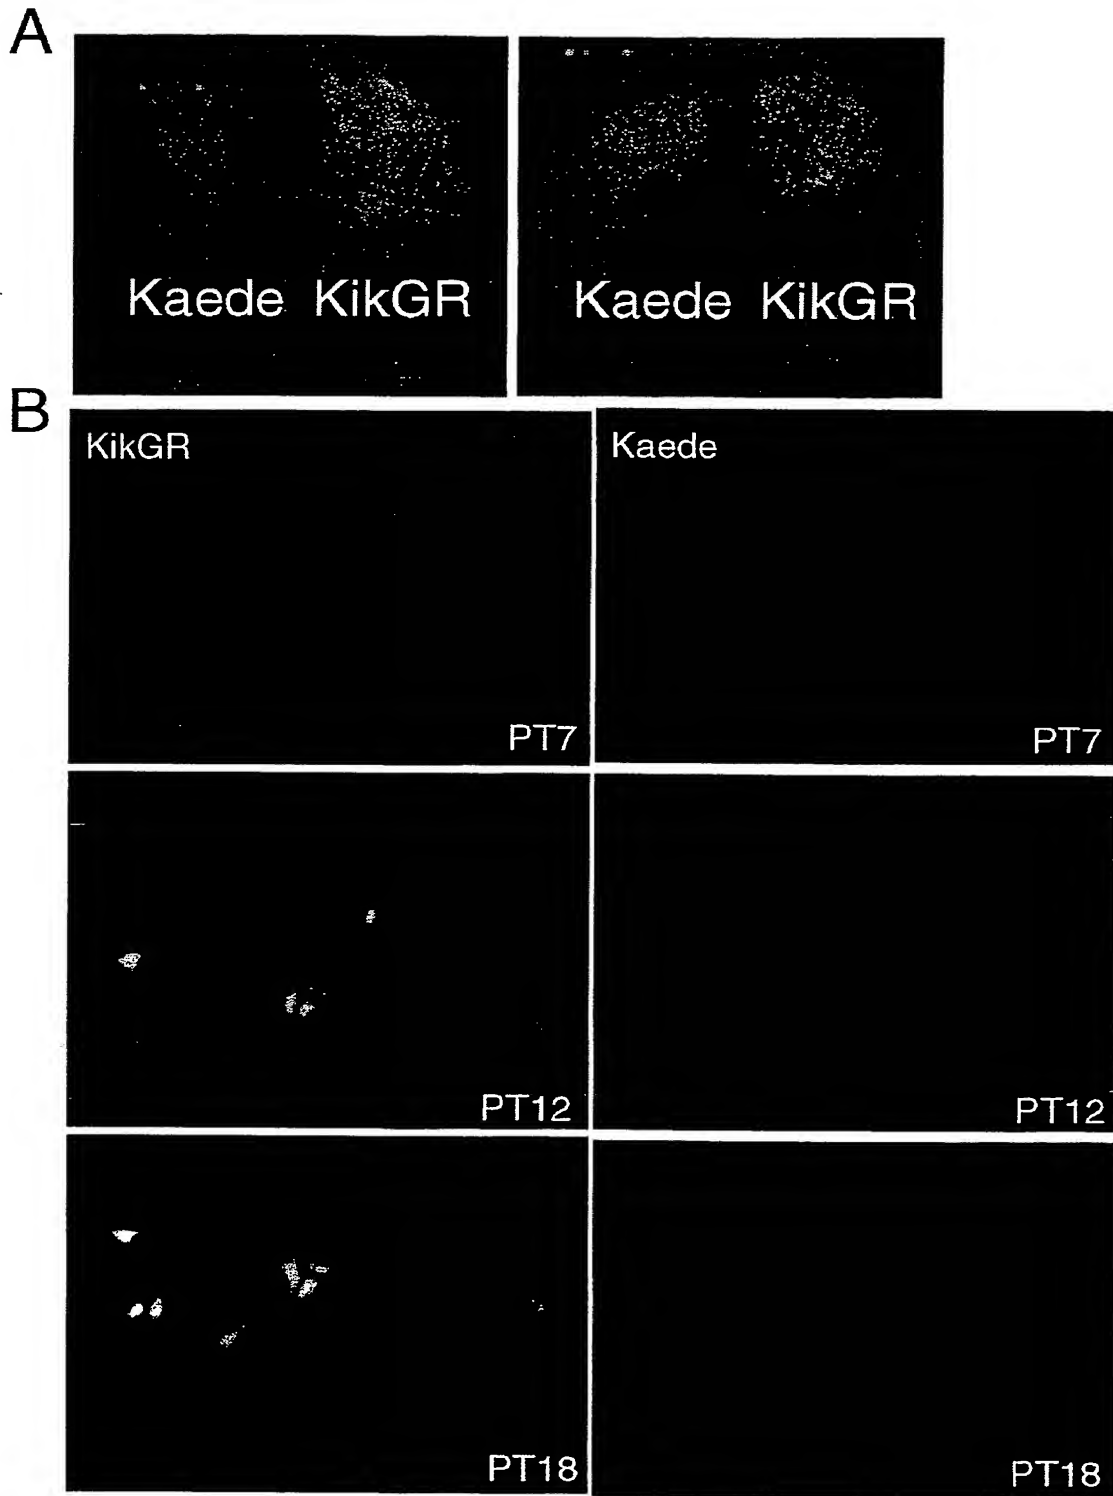 A
Kaede KikGR
Kaede KikGR
B
KikGR
PT7
Kaede
PT7
PT12
PT12
PT18
PT18